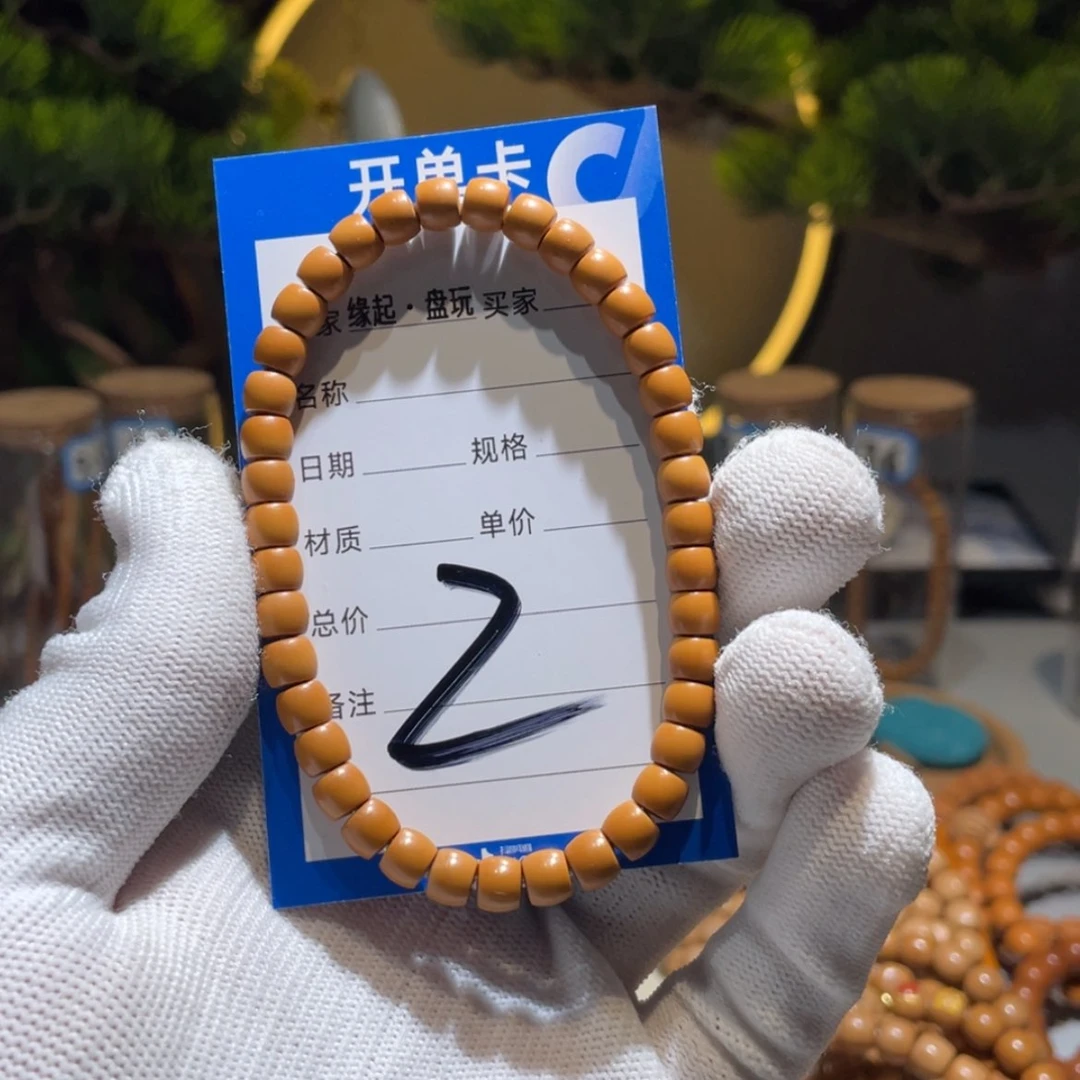 开单卡
家 缘起·盘玩 买家
名称
日期 规格
材质 单价
总价
备注
2